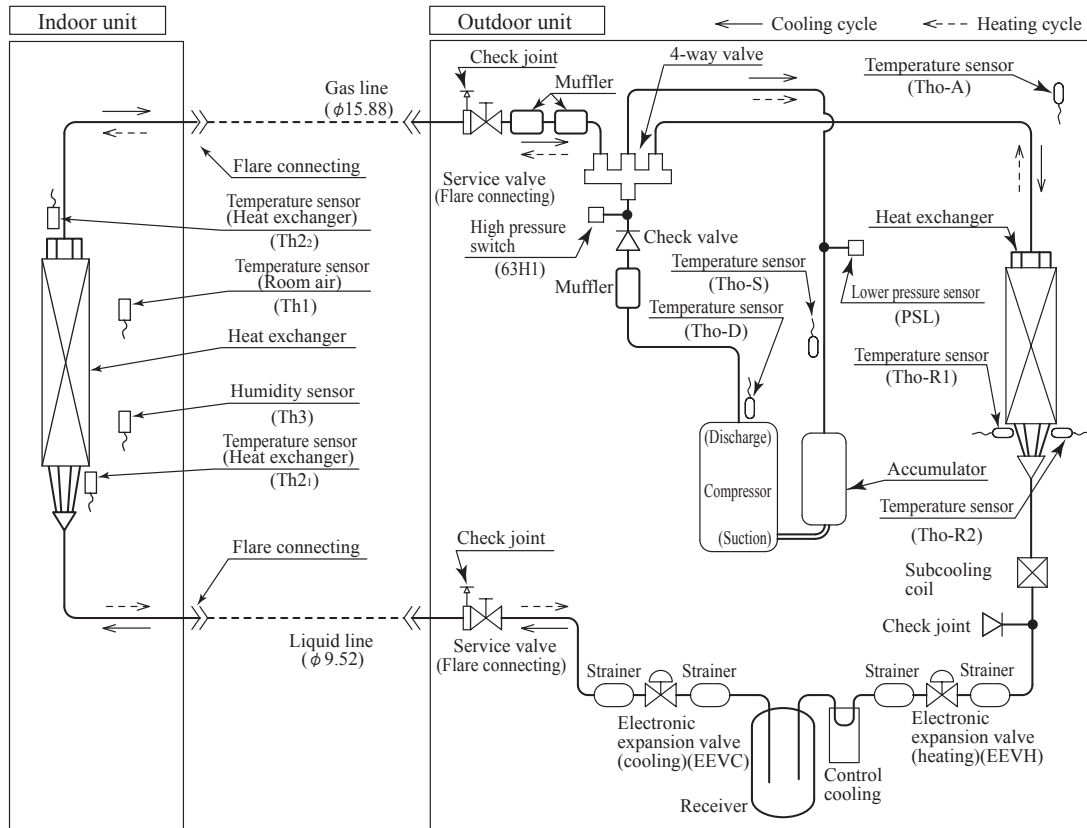 Indoor unit
Outdoor unit
Cooling cycle
Heating cycle
Check joint
4-way valve
Muffler
Temperature sensor
(Tho-A)
Gas line
(φ15.88)
Flare connecting
Service valve
(Flare connecting)
Temperature sensor
(Heat exchanger)
(Th2₂)
High pressure
switch
(63H1)
Check valve
Muffler
Temperature sensor
(Tho-S)
Heat exchanger
Lower pressure sensor
(PSL)
Temperature sensor
(Room air)
(Th1)
Temperature sensor
(Tho-D)
Heat exchanger
Temperature sensor
(Tho-R1)
Humidity sensor
(Th3)
Temperature sensor
(Heat exchanger)
(Th2₁)
(Discharge)
Compressor
(Suction)
Accumulator
Temperature sensor
(Tho-R2)
Flare connecting
Check joint
Subcooling
coil
Check joint
Liquid line
(φ9.52)
Service valve
(Flare connecting)
Strainer
Strainer
Strainer
Strainer
Electronic
expansion valve
(cooling)(EEVC)
Electronic
expansion valve
(heating)(EEVH)
Control
cooling
Receiver